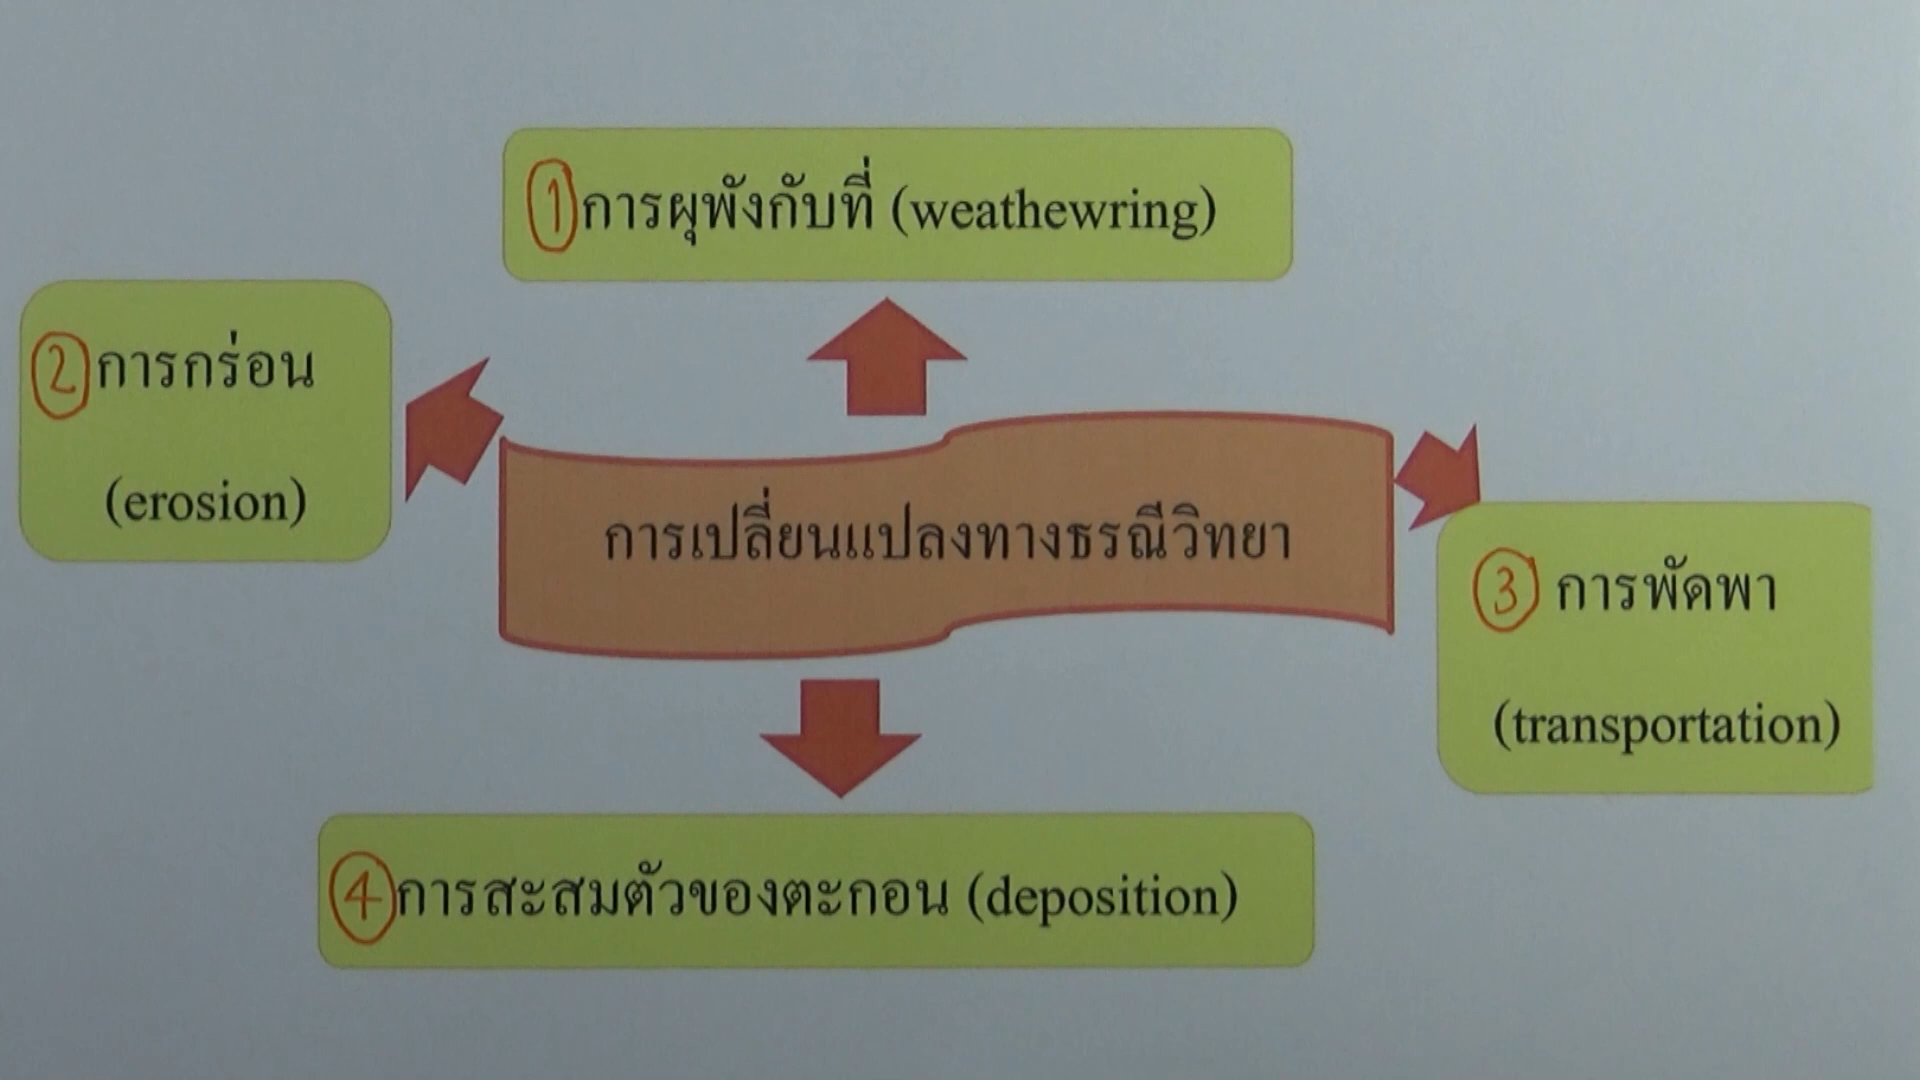 ① การผุพังกับที่ (weathewring)
② การกร่อน
(erosion)
การเปลี่ยนแปลงทางธรณีวิทยา
③ การพัดพา
(transportation)
④ การสะสมตัวของตะกอน (deposition)